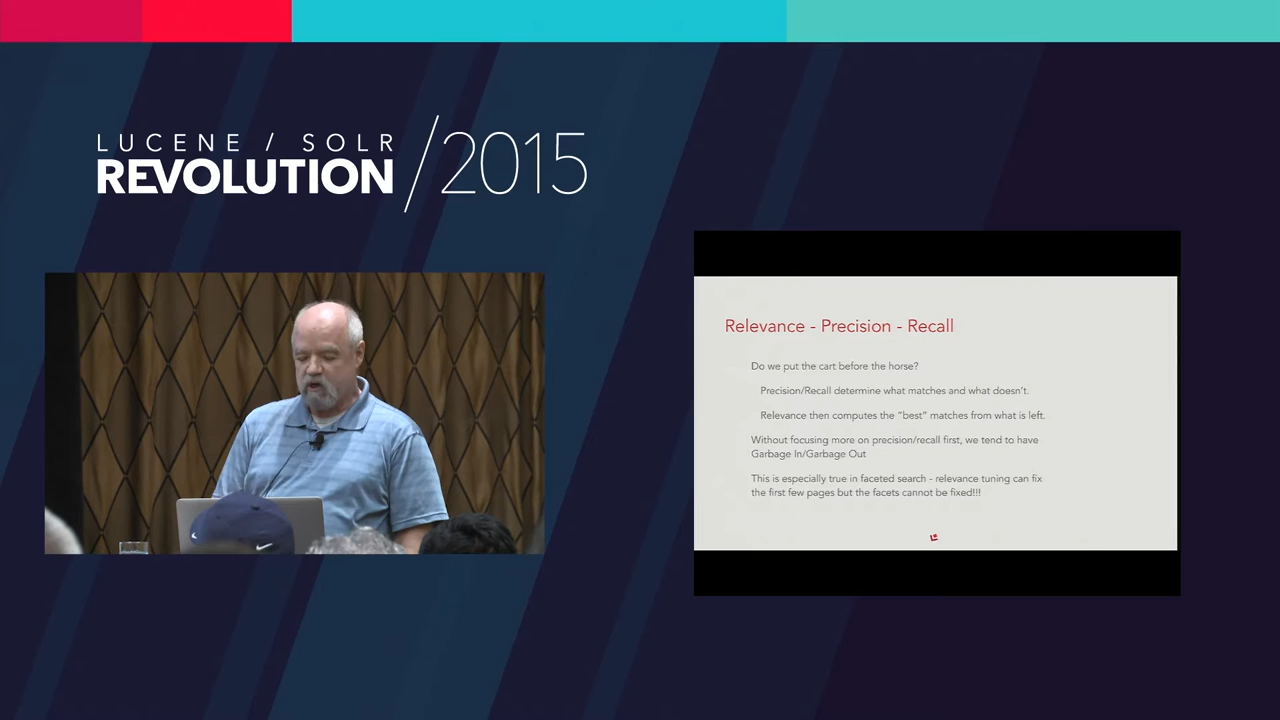 LUCENE / SOLR
REVOLUTION /2015
Relevance - Precision - Recall
Do we put the cart before the horse?
Precision/Recall determine what matches and what doesn't.
Relevance then computes the “best” matches from what is left.
Without focusing more on precision/recall first, we tend to have
Garbage In/Garbage Out
This is especially true in faceted search - relevance tuning can fix
the first few pages but the facets cannot be fixed!!!